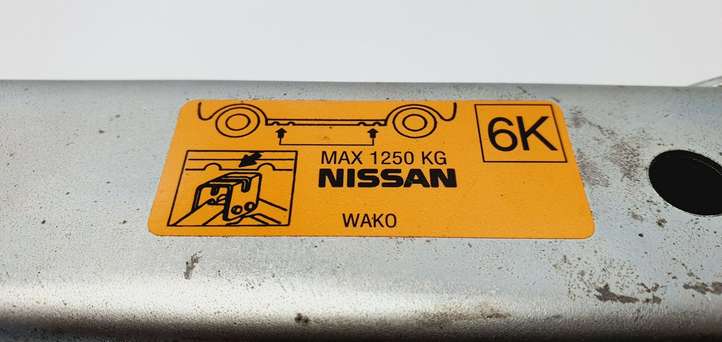 6K
MAX 1250 KG
NISSAN
WAKO